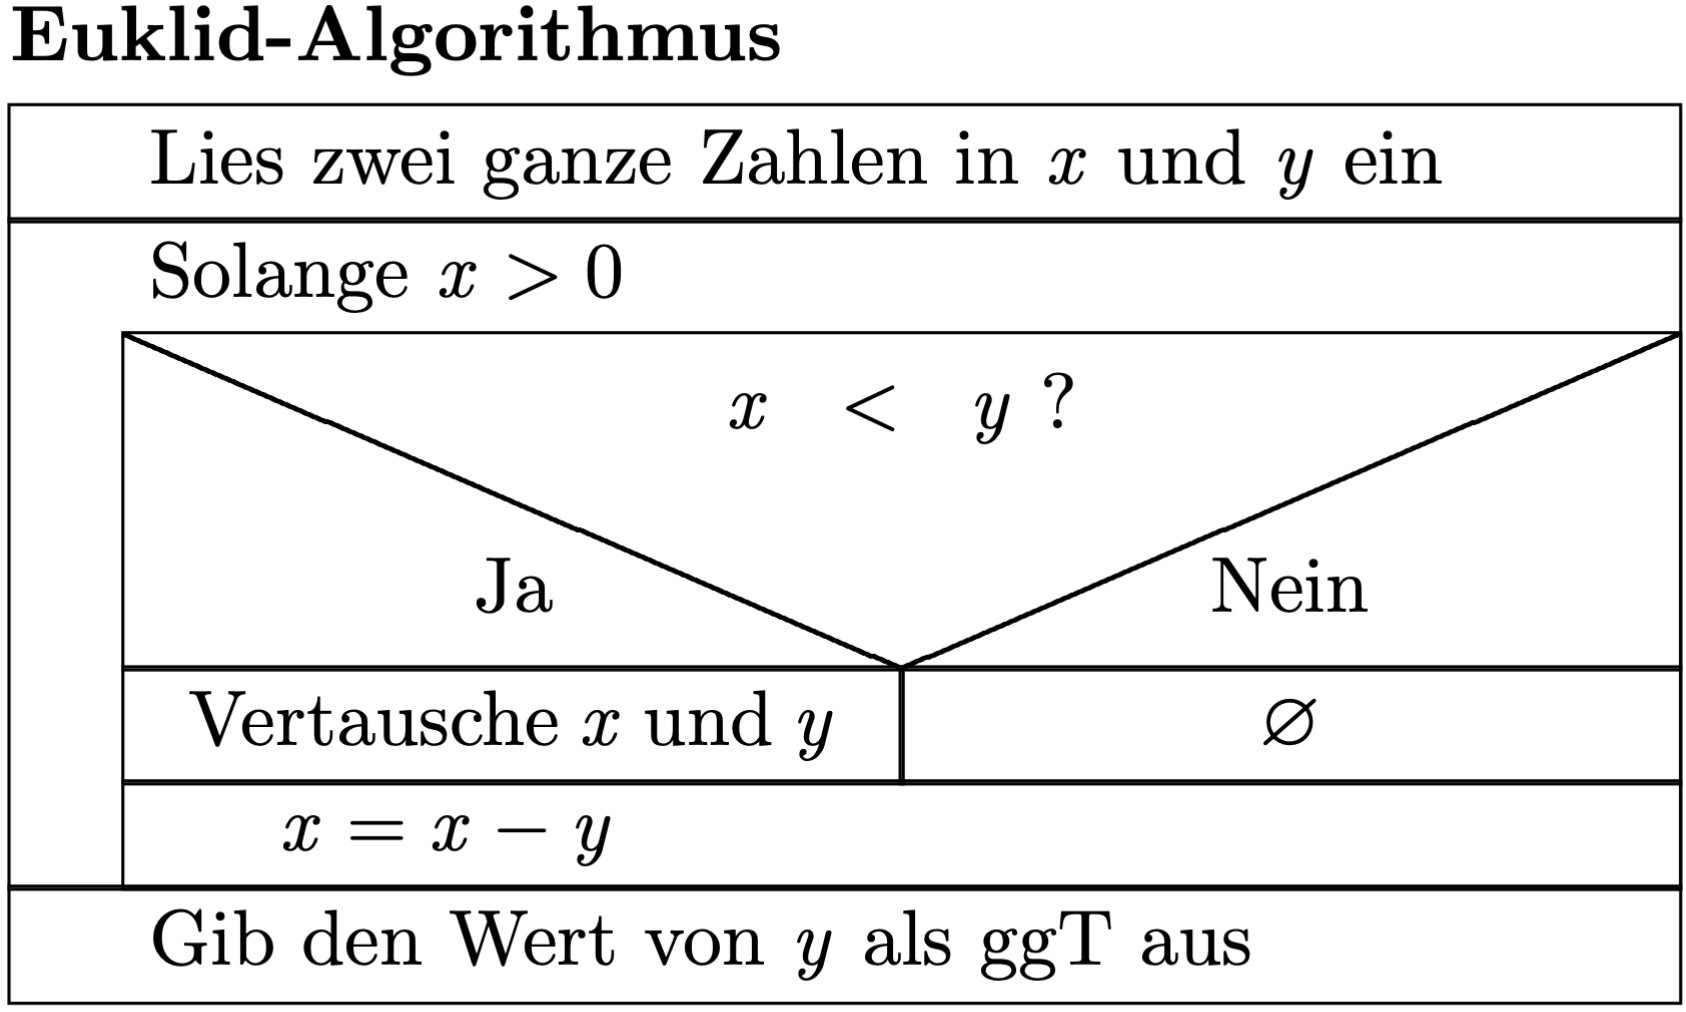 Euklid-Algorithmus
Lies zwei ganze Zahlen in x und y ein
Solange x > 0
x < y ?
Ja
Nein
Vertausche x und y
∅
x = x − y
Gib den Wert von y als ggT aus